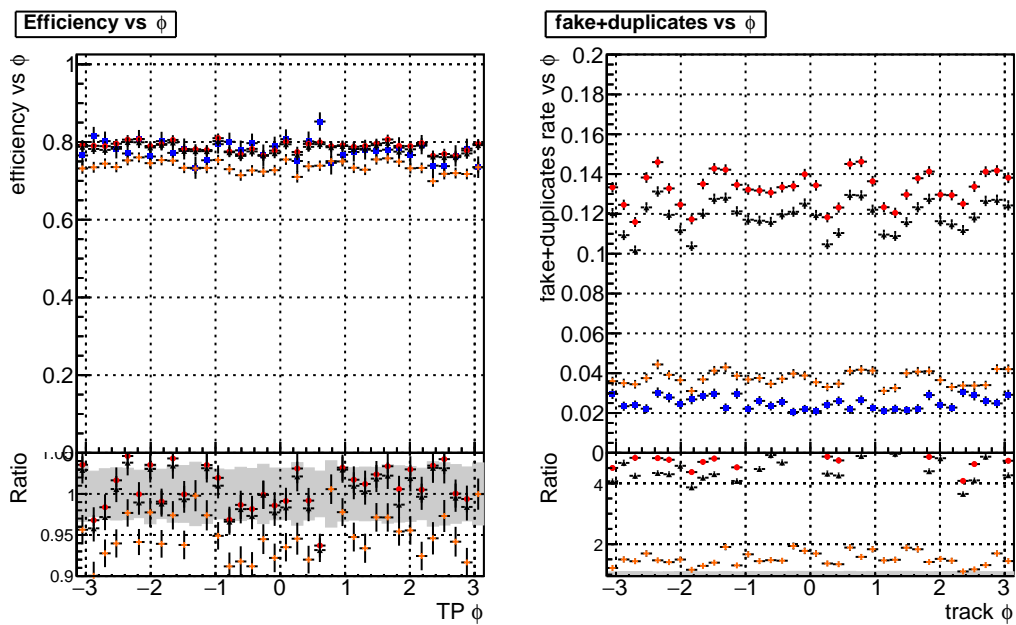 Efficiency vs ϕ
efficiency vs ϕ
1
0.8
0.6
0.4
0.2
0
Ratio
1
0.95
0.9
−3 −2 −1 0 1 2 3
TP ϕ
fake+duplicates vs ϕ
fake+duplicates rate vs ϕ
0.2
0.18
0.16
0.14
0.12
0.1
0.08
0.06
0.04
0.02
0
Ratio
4
2
−3 −2 −1 0 1 2 3
track ϕ